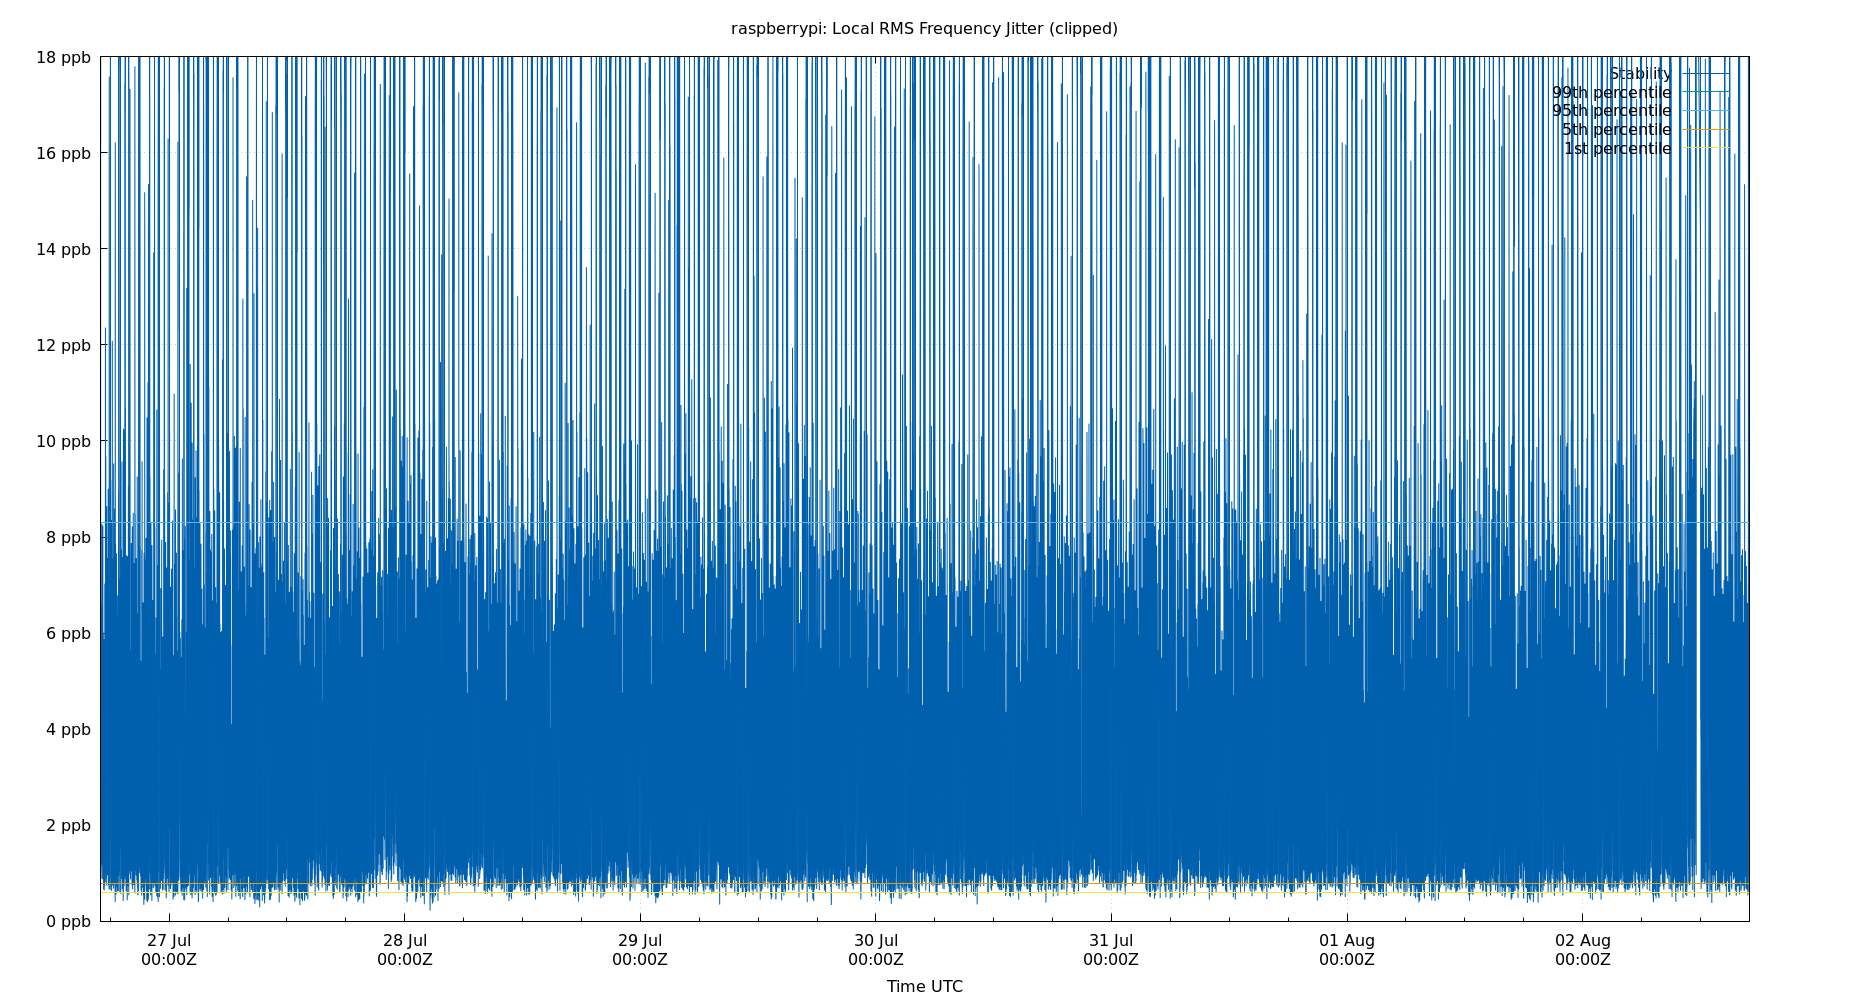 raspberrypi: Local RMS Frequency Jitter (clipped)
18 ppb
16 ppb
14 ppb
12 ppb
10 ppb
8 ppb
6 ppb
4 ppb
2 ppb
0 ppb
Stability
99th percentile
95th percentile
5th percentile
1st percentile
27 Jul 28 Jul 29 Jul 30 Jul 31 Jul 01 Aug 02 Aug
00:00Z 00:00Z 00:00Z 00:00Z 00:00Z 00:00Z 00:00Z
Time UTC